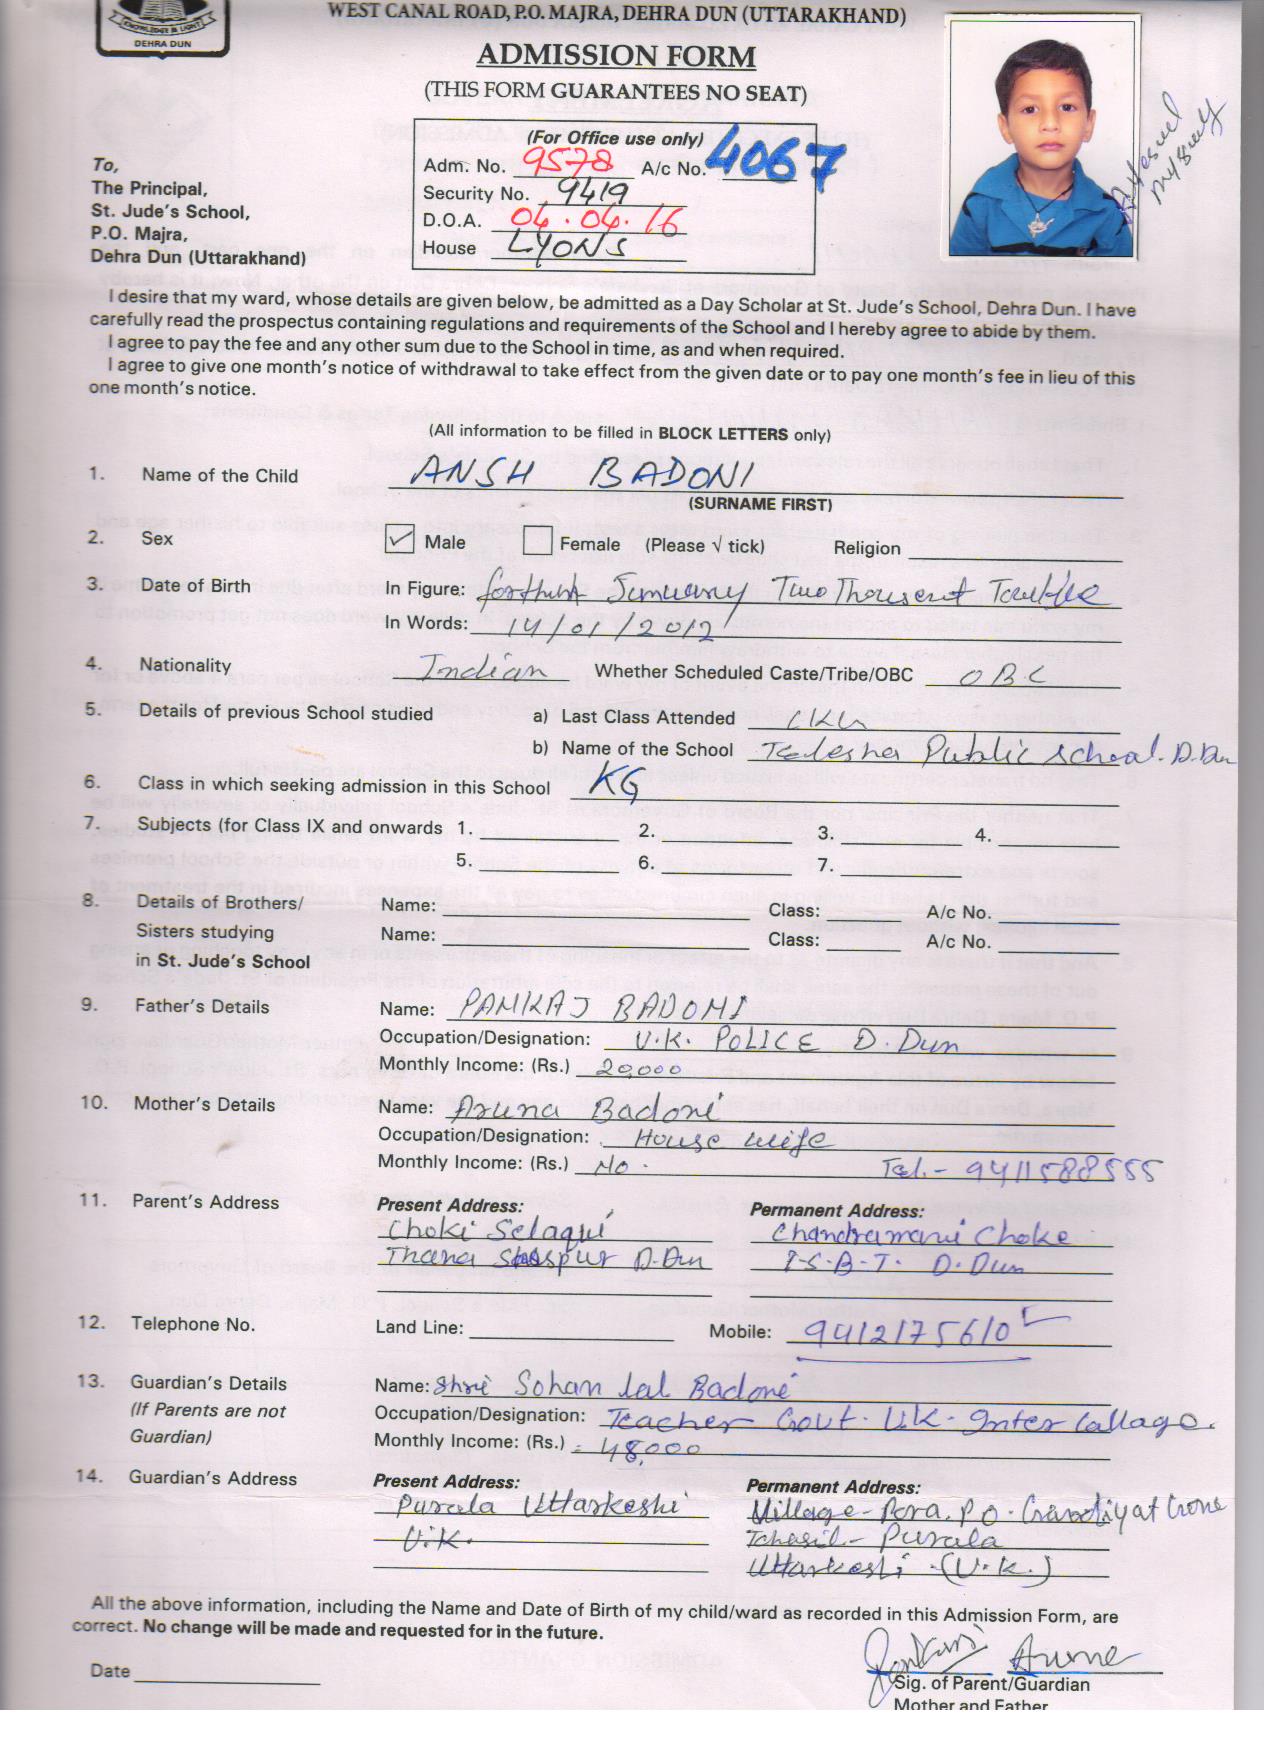 KNOWLEDGE IS LIGHT
DEHRA DUN
WEST CANAL ROAD, P.O. MAJRA, DEHRA DUN (UTTARAKHAND)
ADMISSION FORM
(THIS FORM GUARANTEES NO SEAT)
(For Office use only)
Adm. No. 9578 A/c No. 4067
Security No. 9419
D.O.A. 04.04.16
House LYONS
To,
The Principal,
St. Jude's School,
P.O. Majra,
Dehra Dun (Uttarakhand)
I desire that my ward, whose details are given below, be admitted as a Day Scholar at St. Jude's School, Dehra Dun. I have
carefully read the prospectus containing regulations and requirements of the School and I hereby agree to abide by them.
I agree to pay the fee and any other sum due to the School in time, as and when required.
I agree to give one month's notice of withdrawal to take effect from the given date or to pay one month's fee in lieu of this
one month's notice.
(All information to be filled in BLOCK LETTERS only)
1. Name of the Child ANSH BADONI
(SURNAME FIRST)
2. Sex Male Female (Please √ tick) Religion
3. Date of Birth In Figure: January Two Thousent
In Words: 14/01/2012
4. Nationality Indian Whether Scheduled Caste/Tribe/OBC OBC
5. Details of previous School studied a) Last Class Attended LKG
b) Name of the School Public School. D.Dun
6. Class in which seeking admission in this School KG
7. Subjects (for Class IX and onwards 1. 2. 3. 4.
5. 6. 7.
8. Details of Brothers/ Name: Class: A/c No.
Sisters studying Name: Class: A/c No.
in St. Jude's School
9. Father's Details Name: PANKAJ BADONI
Occupation/Designation: U.K. POLICE D.Dun
Monthly Income: (Rs.) 20,000
10. Mother's Details Name: Aruna Badoni
Occupation/Designation: House wife
Monthly Income: (Rs.) No. Tel.- 9411588555
11. Parent's Address Present Address: Permanent Address:
Choki Selaqui Chandramani Choke
Thana D.Dun I-S-B-T. D.Dun
12. Telephone No. Land Line: Mobile: 9412175610
13. Guardian's Details Name: Shri Sohan lal Badoni
(If Parents are not Occupation/Designation: Teacher Govt. U.K. Inter Callage.
Guardian) Monthly Income: (Rs.) 48,000
14. Guardian's Address Present Address: Permanent Address:
Purala Uttarkashi Village - Pora, P.O.
U.K. Tehasil - Purala
Uttarkashi (U.K.)
All the above information, including the Name and Date of Birth of my child/ward as recorded in this Admission Form, are
correct. No change will be made and requested for in the future.
Aruna
Date Sig. of Parent/Guardian
Mother and Father